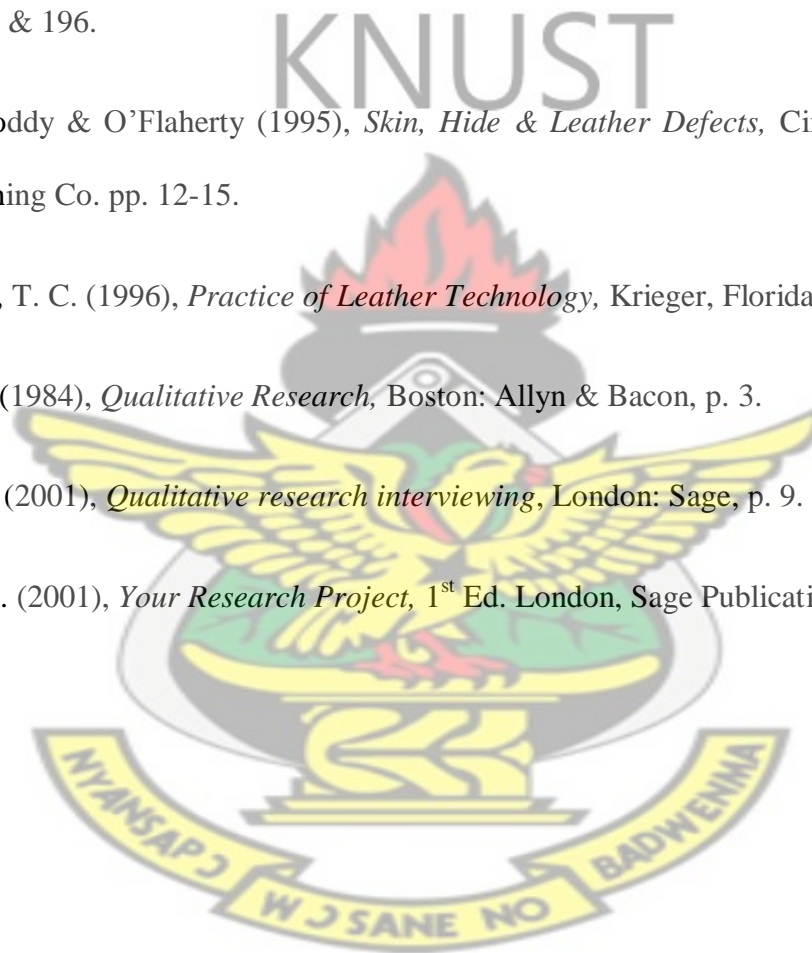 & 196.
KNUST
oddy & O’Flaherty (1995), Skin, Hide & Leather Defects, Ci
ing Co. pp. 12-15.
, T. C. (1996), Practice of Leather Technology, Krieger, Florida
(1984), Qualitative Research, Boston: Allyn & Bacon, p. 3.
(2001), Qualitative research interviewing, London: Sage, p. 9.
. (2001), Your Research Project, 1st Ed. London, Sage Publicati
NYANSAPƆ
WƆSANE NO
BADWENMA